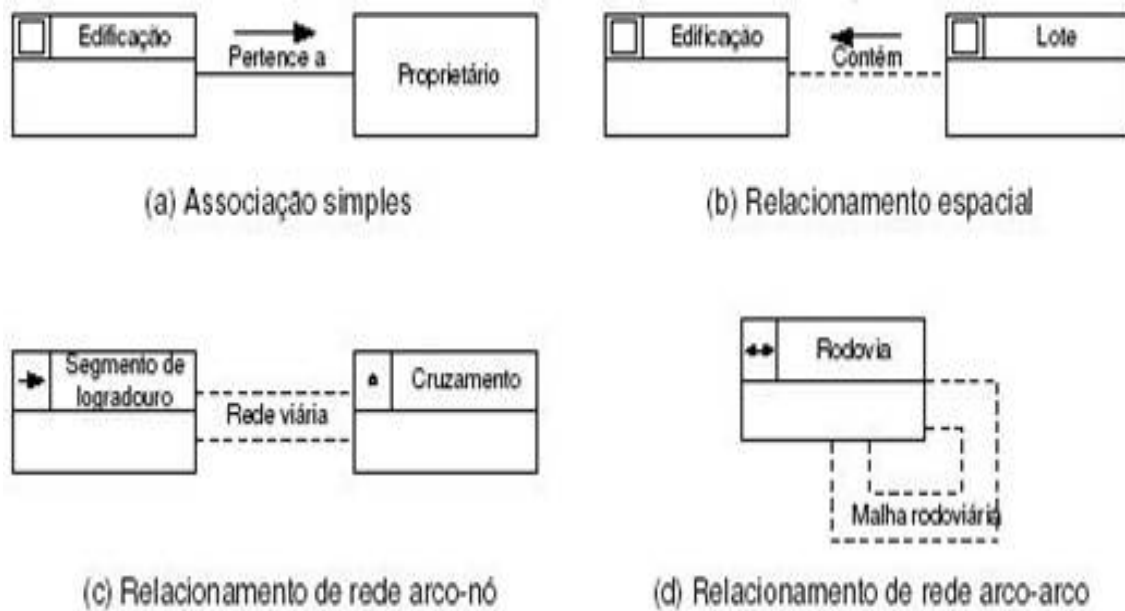 Edificação
Pertence a
Proprietário
(a) Associação simples
Edificação
Contém
Lote
(b) Relacionamento espacial
Segmento de
logradouro
Rede viária
Cruzamento
(c) Relacionamento de rede arco-nó
Rodovia
Malha rodoviária
(d) Relacionamento de rede arco-arco